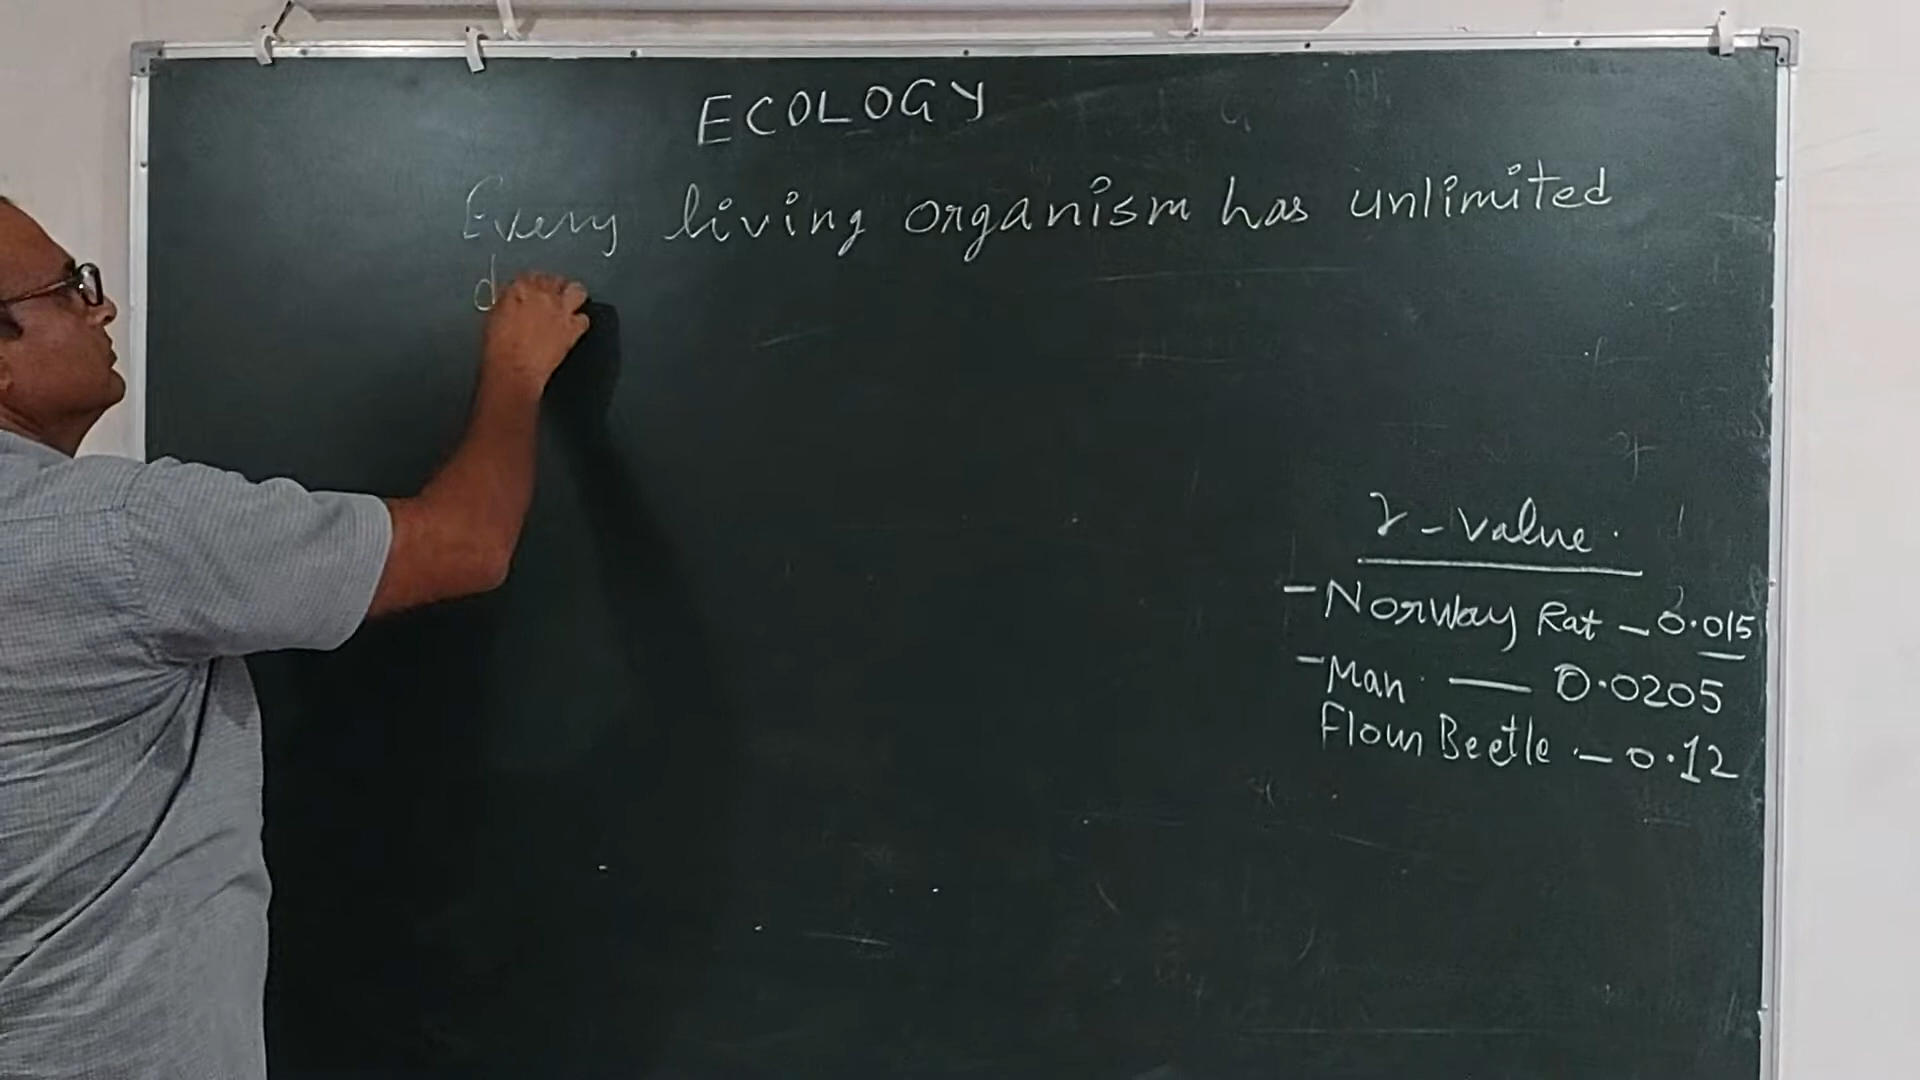 ECOLOGY
Every living organism has unlimited
d
r - value.
- Norway Rat - 0.015
- Man - 0.0205
Flour Beetle - 0.12